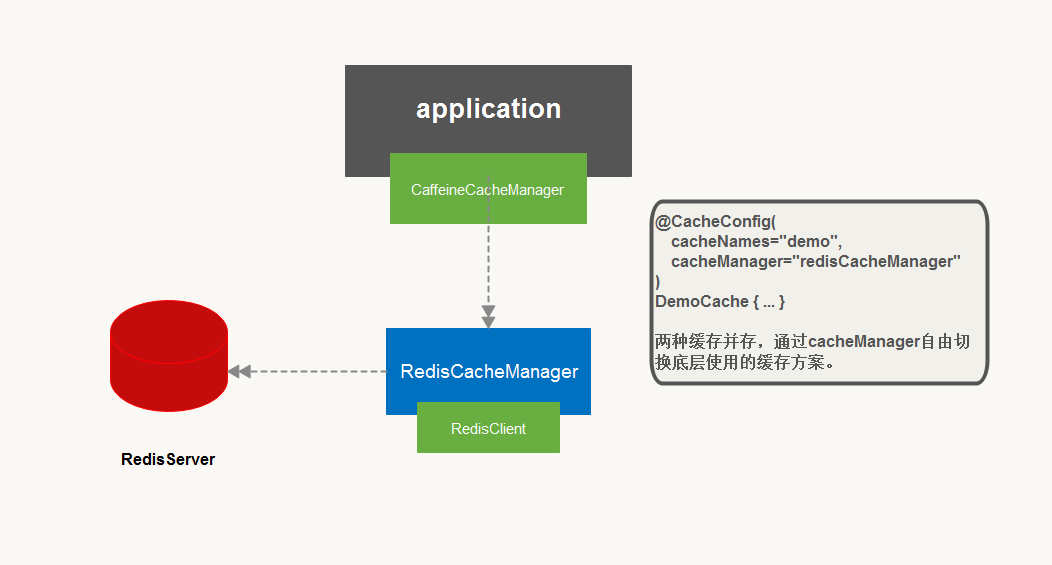 application
CaffeineCacheManager
@CacheConfig(
    cacheNames="demo",
    cacheManager="redisCacheManager"
)
DemoCache { ... }
两种缓存并存，通过cacheManager自由切
换底层使用的缓存方案。
RedisCacheManager
RedisClient
RedisServer